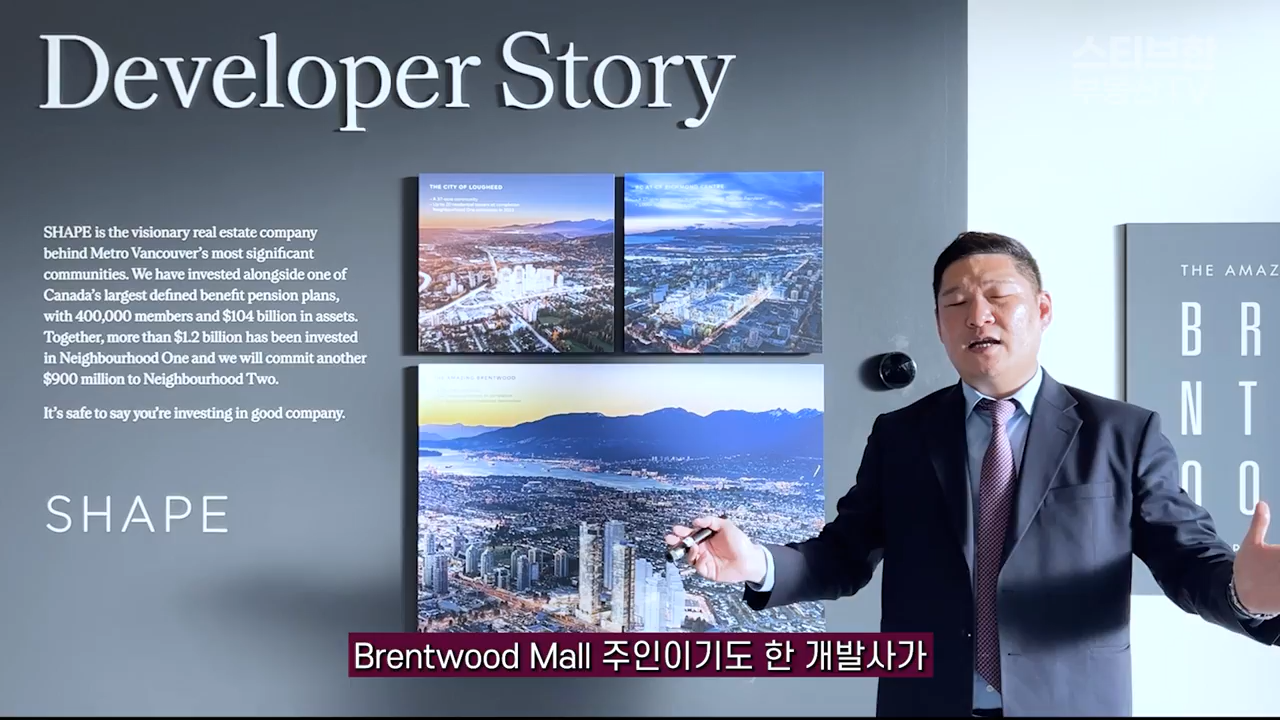 Developer Story
SHAPE is the visionary real estate company
behind Metro Vancouver's most significant
communities. We have invested alongside one of
Canada's largest defined benefit pension plans,
with 400,000 members and $104 billion in assets.
Together, more than $1.2 billion has been invested
in Neighbourhood One and we will commit another
$900 million to Neighbourhood Two.
It's safe to say you're investing in good company.
SHAPE
THE CITY OF LOUGHEED
THE AMAZING BRENTWOOD
스티브한
THE AMAZ
B R
N T
O O
Brentwood Mall 주인이기도 한 개발사가